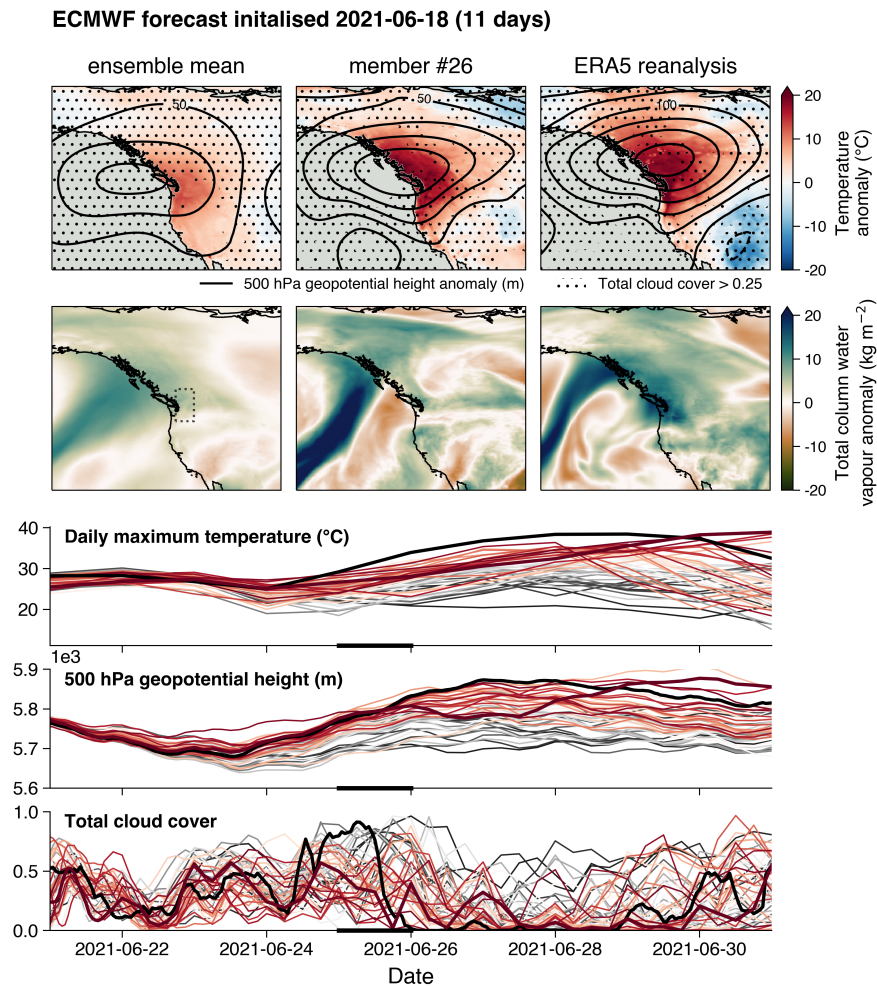 ECMWF forecast initalised 2021-06-18 (11 days)
ensemble mean
member #26
ERA5 reanalysis
50
50
100
20
10
0
-10
-20
Temperature
anomaly (°C)
500 hPa geopotential height anomaly (m)
Total cloud cover > 0.25
20
10
0
-10
-20
Total column water
vapour anomaly (kg m−2)
40
30
20
Daily maximum temperature (°C)
1e3
5.9
5.8
5.7
5.6
500 hPa geopotential height (m)
1.0
0.5
0.0
Total cloud cover
2021-06-22
2021-06-24
2021-06-26
2021-06-28
2021-06-30
Date